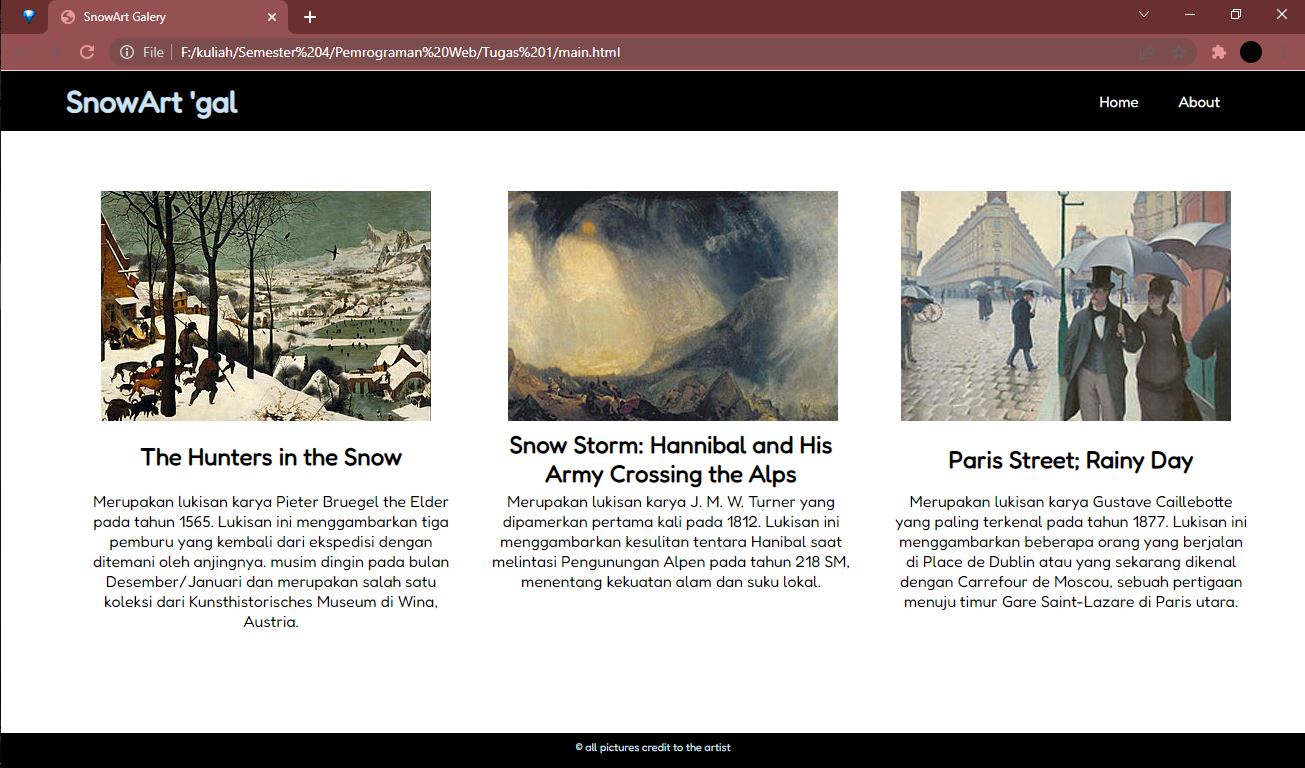 SnowArt Galery
File
F:/kuliah/Semester%204/Pemrograman%20Web/Tugas%201/main.html
SnowArt 'gal
Home
About
The Hunters in the Snow
Merupakan lukisan karya Pieter Bruegel the Elder
pada tahun 1565. Lukisan ini menggambarkan tiga
pemburu yang kembali dari ekspedisi dengan
ditemani oleh anjingnya. musim dingin pada bulan
Desember/Januari dan merupakan salah satu
koleksi dari Kunsthistorisches Museum di Wina,
Austria.
Snow Storm: Hannibal and His
Army Crossing the Alps
Merupakan lukisan karya J. M. W. Turner yang
dipamerkan pertama kali pada 1812. Lukisan ini
menggambarkan kesulitan tentara Hanibal saat
melintasi Pengunungan Alpen pada tahun 218 SM,
menentang kekuatan alam dan suku lokal.
Paris Street; Rainy Day
Merupakan lukisan karya Gustave Caillebotte
yang paling terkenal pada tahun 1877. Lukisan ini
menggambarkan beberapa orang yang berjalan
di Place de Dublin atau yang sekarang dikenal
dengan Carrefour de Moscou, sebuah pertigaan
menuju timur Gare Saint-Lazare di Paris utara.
© all pictures credit to the artist